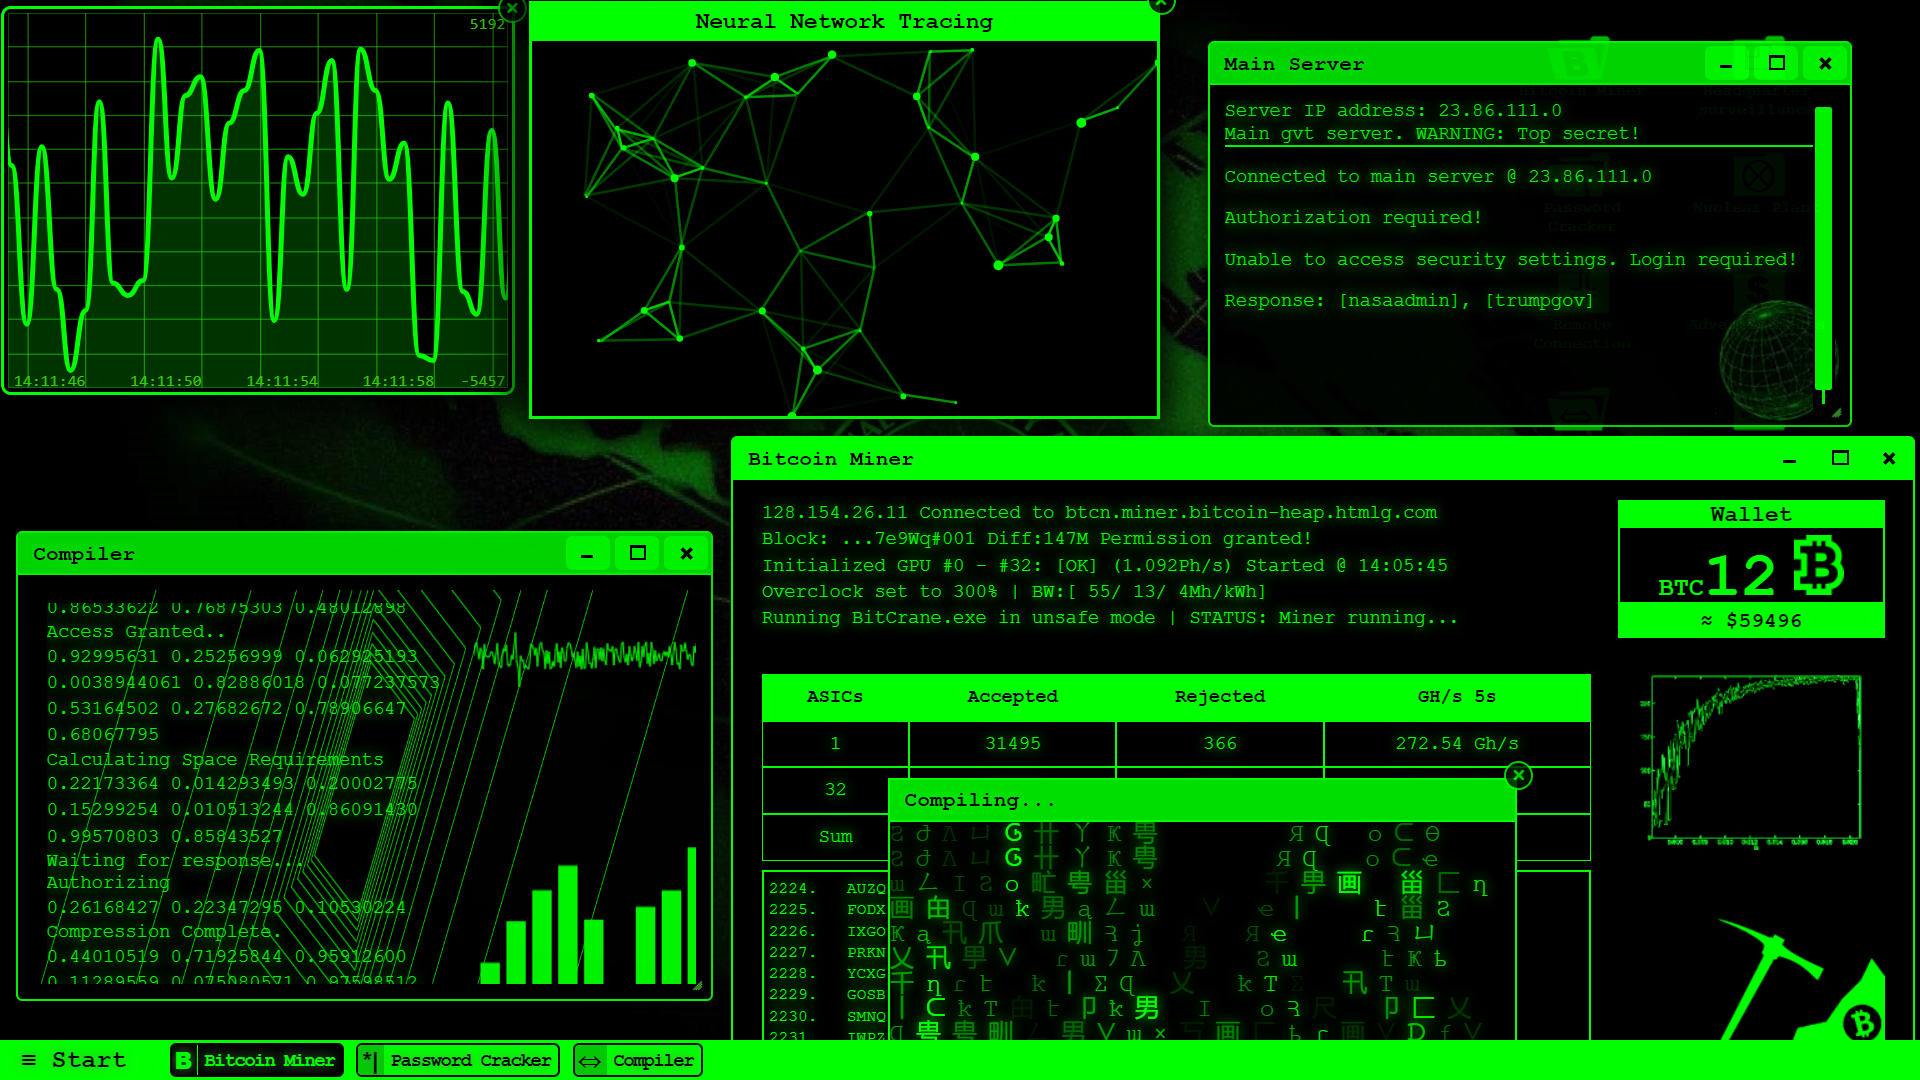 5192
14:11:46 14:11:50 14:11:54 14:11:58 -5457
Neural Network Tracing
Main Server
Server IP address: 23.86.111.0
Main gvt server. WARNING: Top secret!
Connected to main server @ 23.86.111.0
Authorization required!
Unable to access security settings. Login required!
Response: [nasaadmin], [trumpgov]
Bitcoin Miner
Password Cracker
Remote Connection
Compiler
0.86533622 0.76875303 0.48012898
Access Granted..
0.92995631 0.25256999 0.062925193
0.0038944061 0.82886018 0.077237573
0.53164502 0.27682672 0.78906647
0.68067795
Calculating Space Requirements
0.22173364 0.014293493 0.20002775
0.15299254 0.010513244 0.86091430
0.99570803 0.85843527
Waiting for response...
Authorizing
0.26168427 0.22347295 0.10530224
Compression Complete.
0.44010519 0.71925844 0.95912600
0.11289559 0.075080571 0.97598512
Bitcoin Miner
128.154.26.11 Connected to btcn.miner.bitcoin-heap.htmlg.com
Block: ...7e9Wq#001 Diff:147M Permission granted!
Initialized GPU #0 - #32: [OK] (1.092Ph/s) Started @ 14:05:45
Overclock set to 300% | BW:[ 55/ 13/ 4Mh/kWh]
Running BitCrane.exe in unsafe mode | STATUS: Miner running...
Wallet
BTC12
≈ $59496
ASICs Accepted Rejected GH/s 5s
1 31495 366 272.54 Gh/s
32
Sum
Compiling...
2224. AUZQ
2225. FODX
2226. IXGO
2227. PRKN
2228. YCXG
2229. GOSB
2230. SMNQ
2231. IWPZ
≡ Start
Bitcoin Miner
*| Password Cracker
Compiler